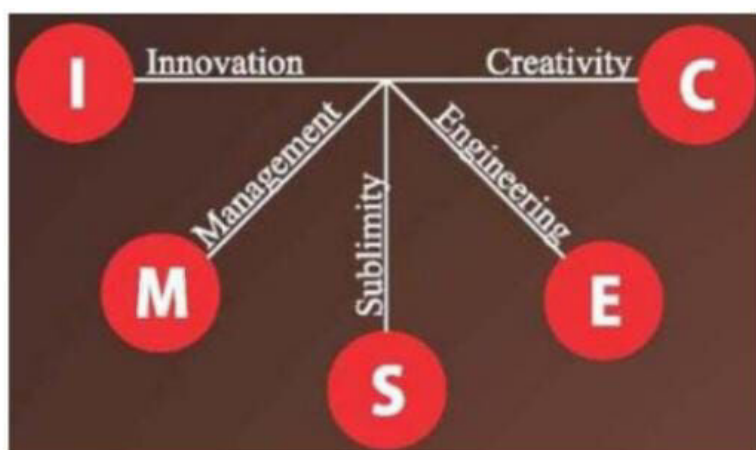 I Innovation Creativity C
M Management Engineering E
Sublimity
S